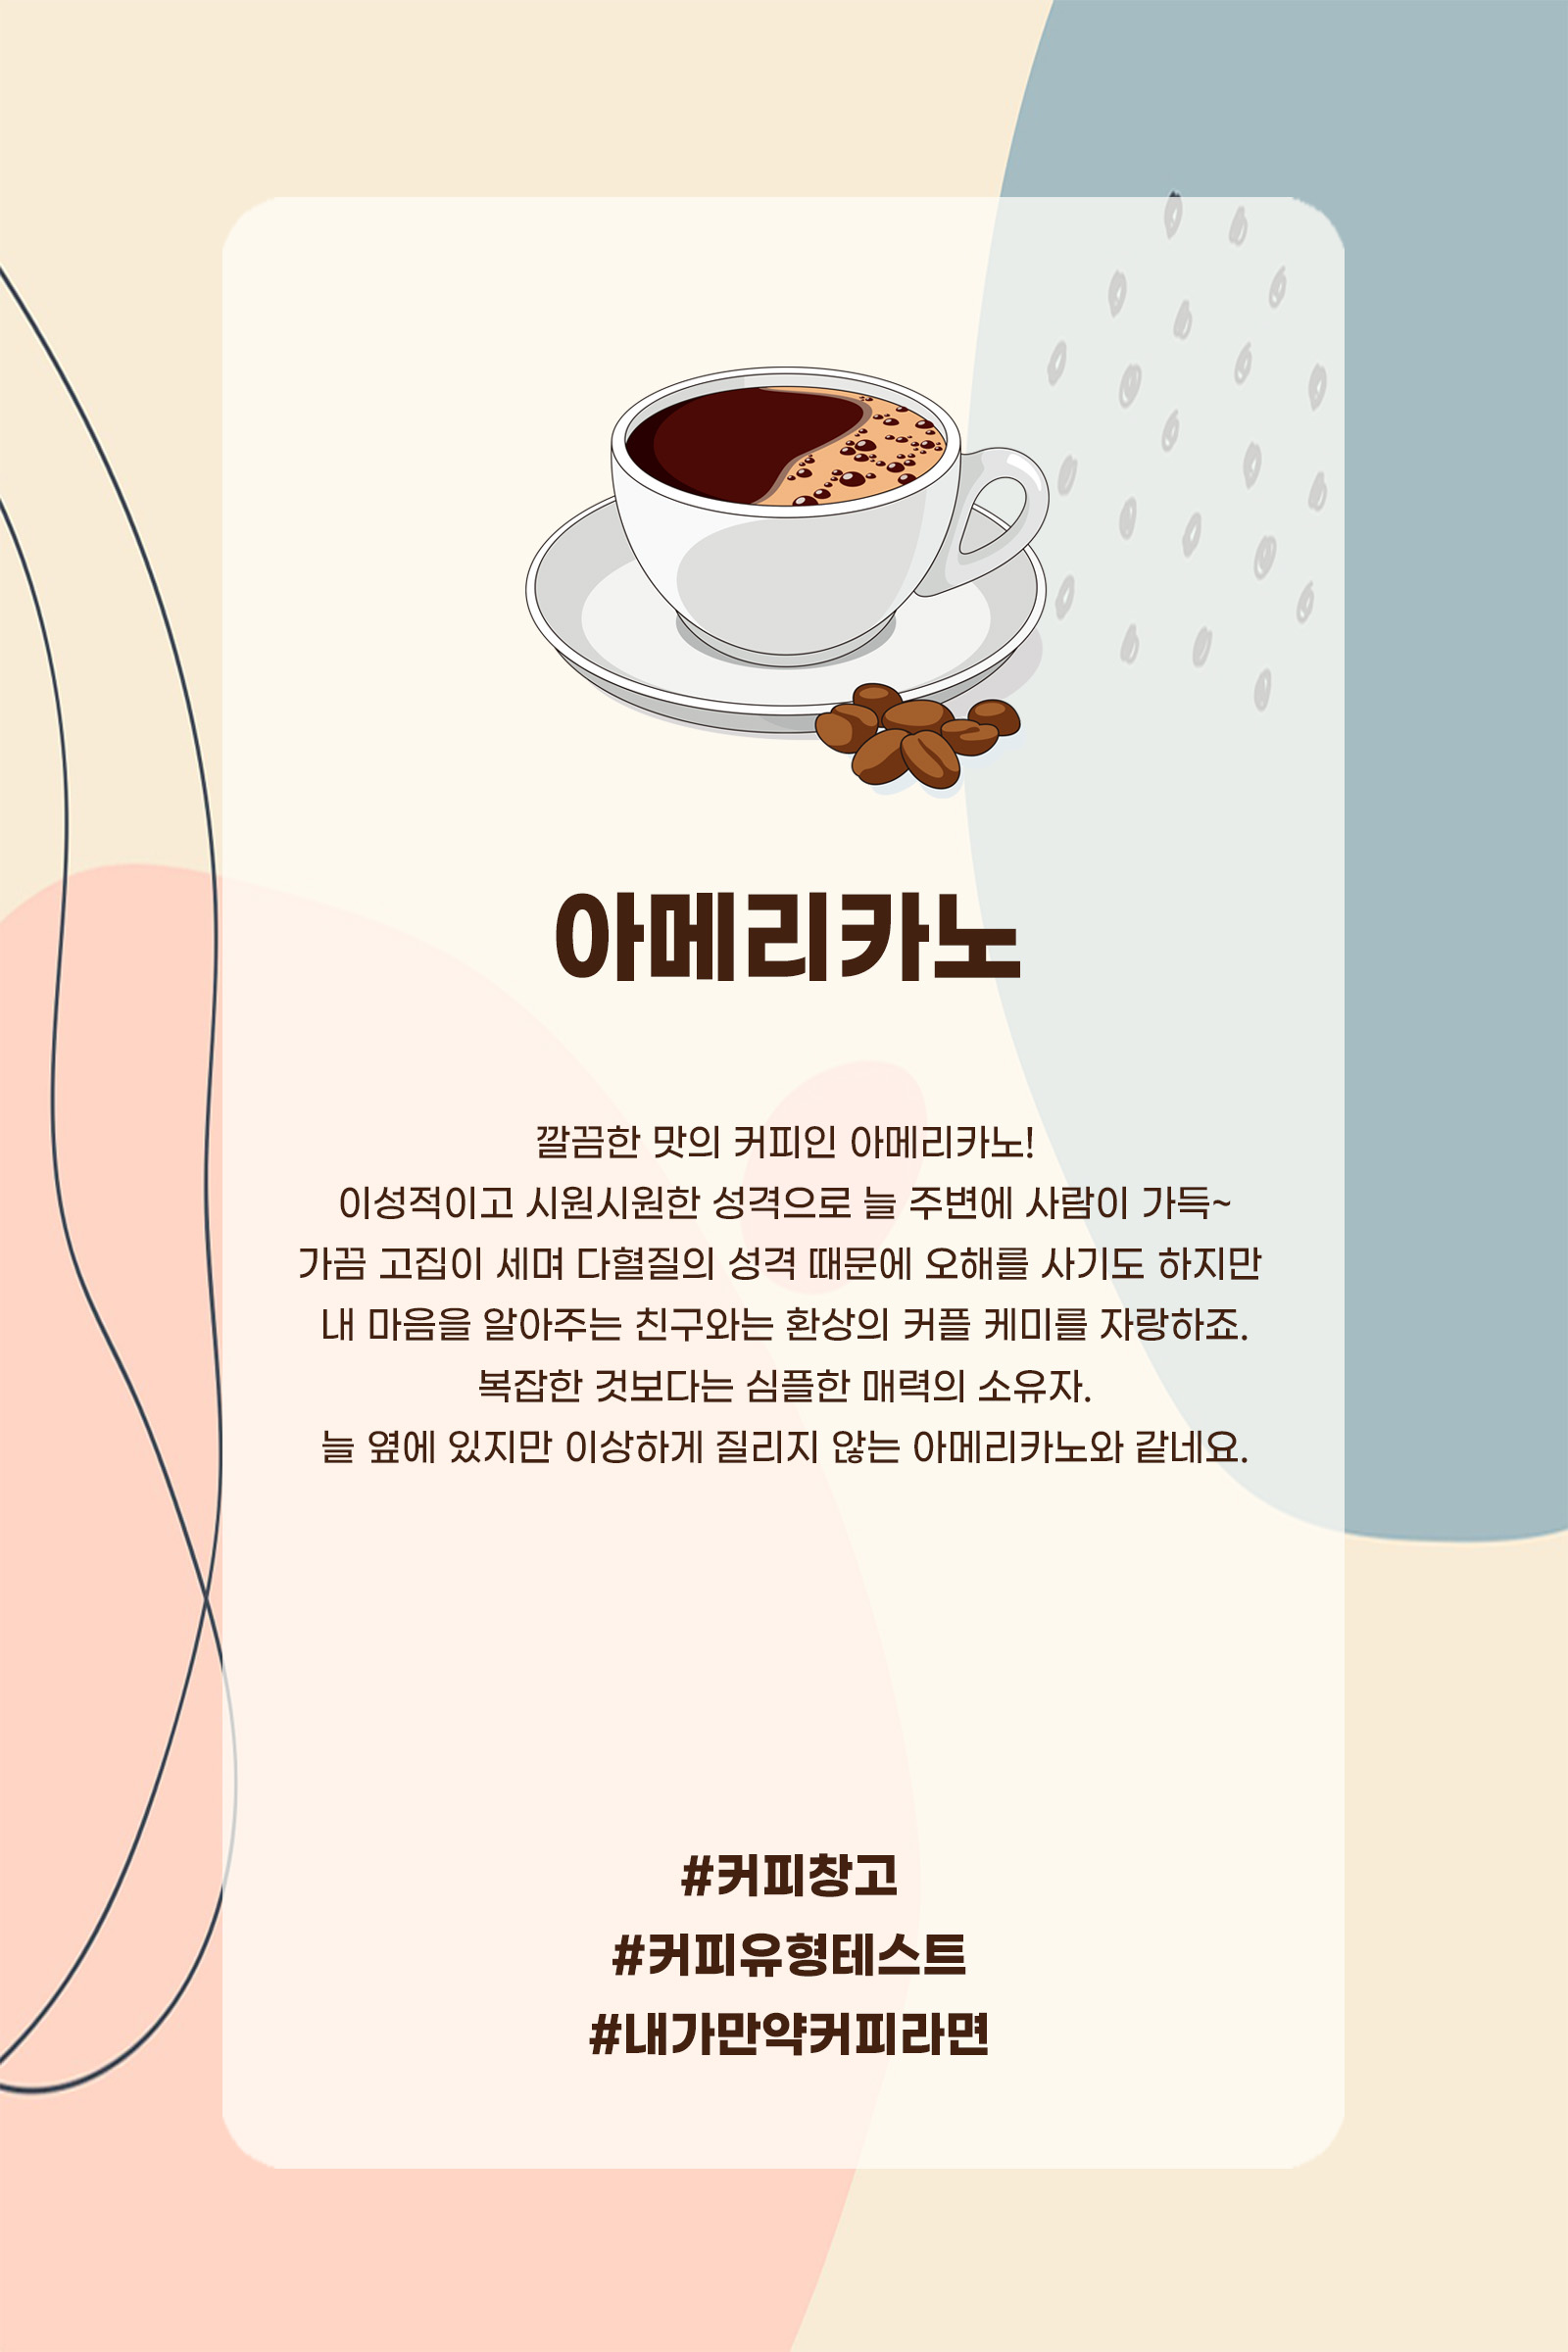 아메리카노
깔끔한 맛의 커피인 아메리카노!
이성적이고 시원시원한 성격으로 늘 주변에 사람이 가득~
가끔 고집이 세며 다혈질의 성격 때문에 오해를 사기도 하지만
내 마음을 알아주는 친구와는 환상의 커플 케미를 자랑하죠.
복잡한 것보다는 심플한 매력의 소유자.
늘 옆에 있지만 이상하게 질리지 않는 아메리카노와 같네요.
#커피창고
#커피유형테스트
#내가만약커피라면